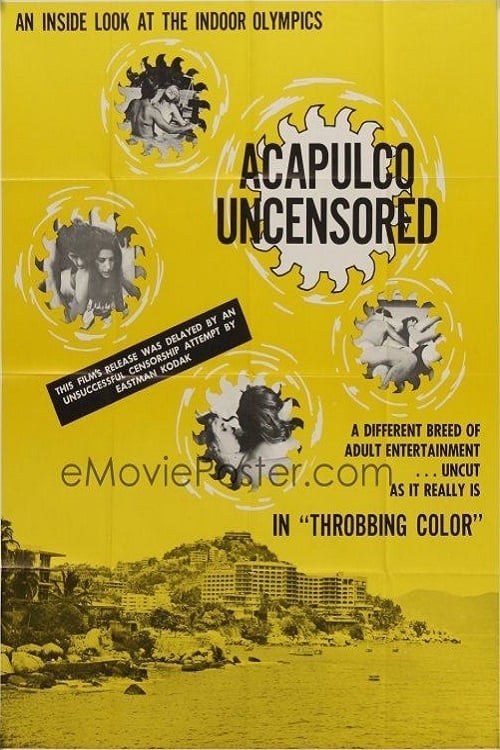 AN INSIDE LOOK AT THE INDOOR OLYMPICS
ACAPULCO
UNCENSORED
THIS FILM'S RELEASE WAS DELAYED BY AN
UNSUCCESSFUL CENSORSHIP ATTEMPT BY
EASTMAN KODAK
A DIFFERENT BREED OF
ADULT ENTERTAINMENT
...UNCUT
AS IT REALLY IS
eMoviePoster.com
IN "THROBBING COLOR"